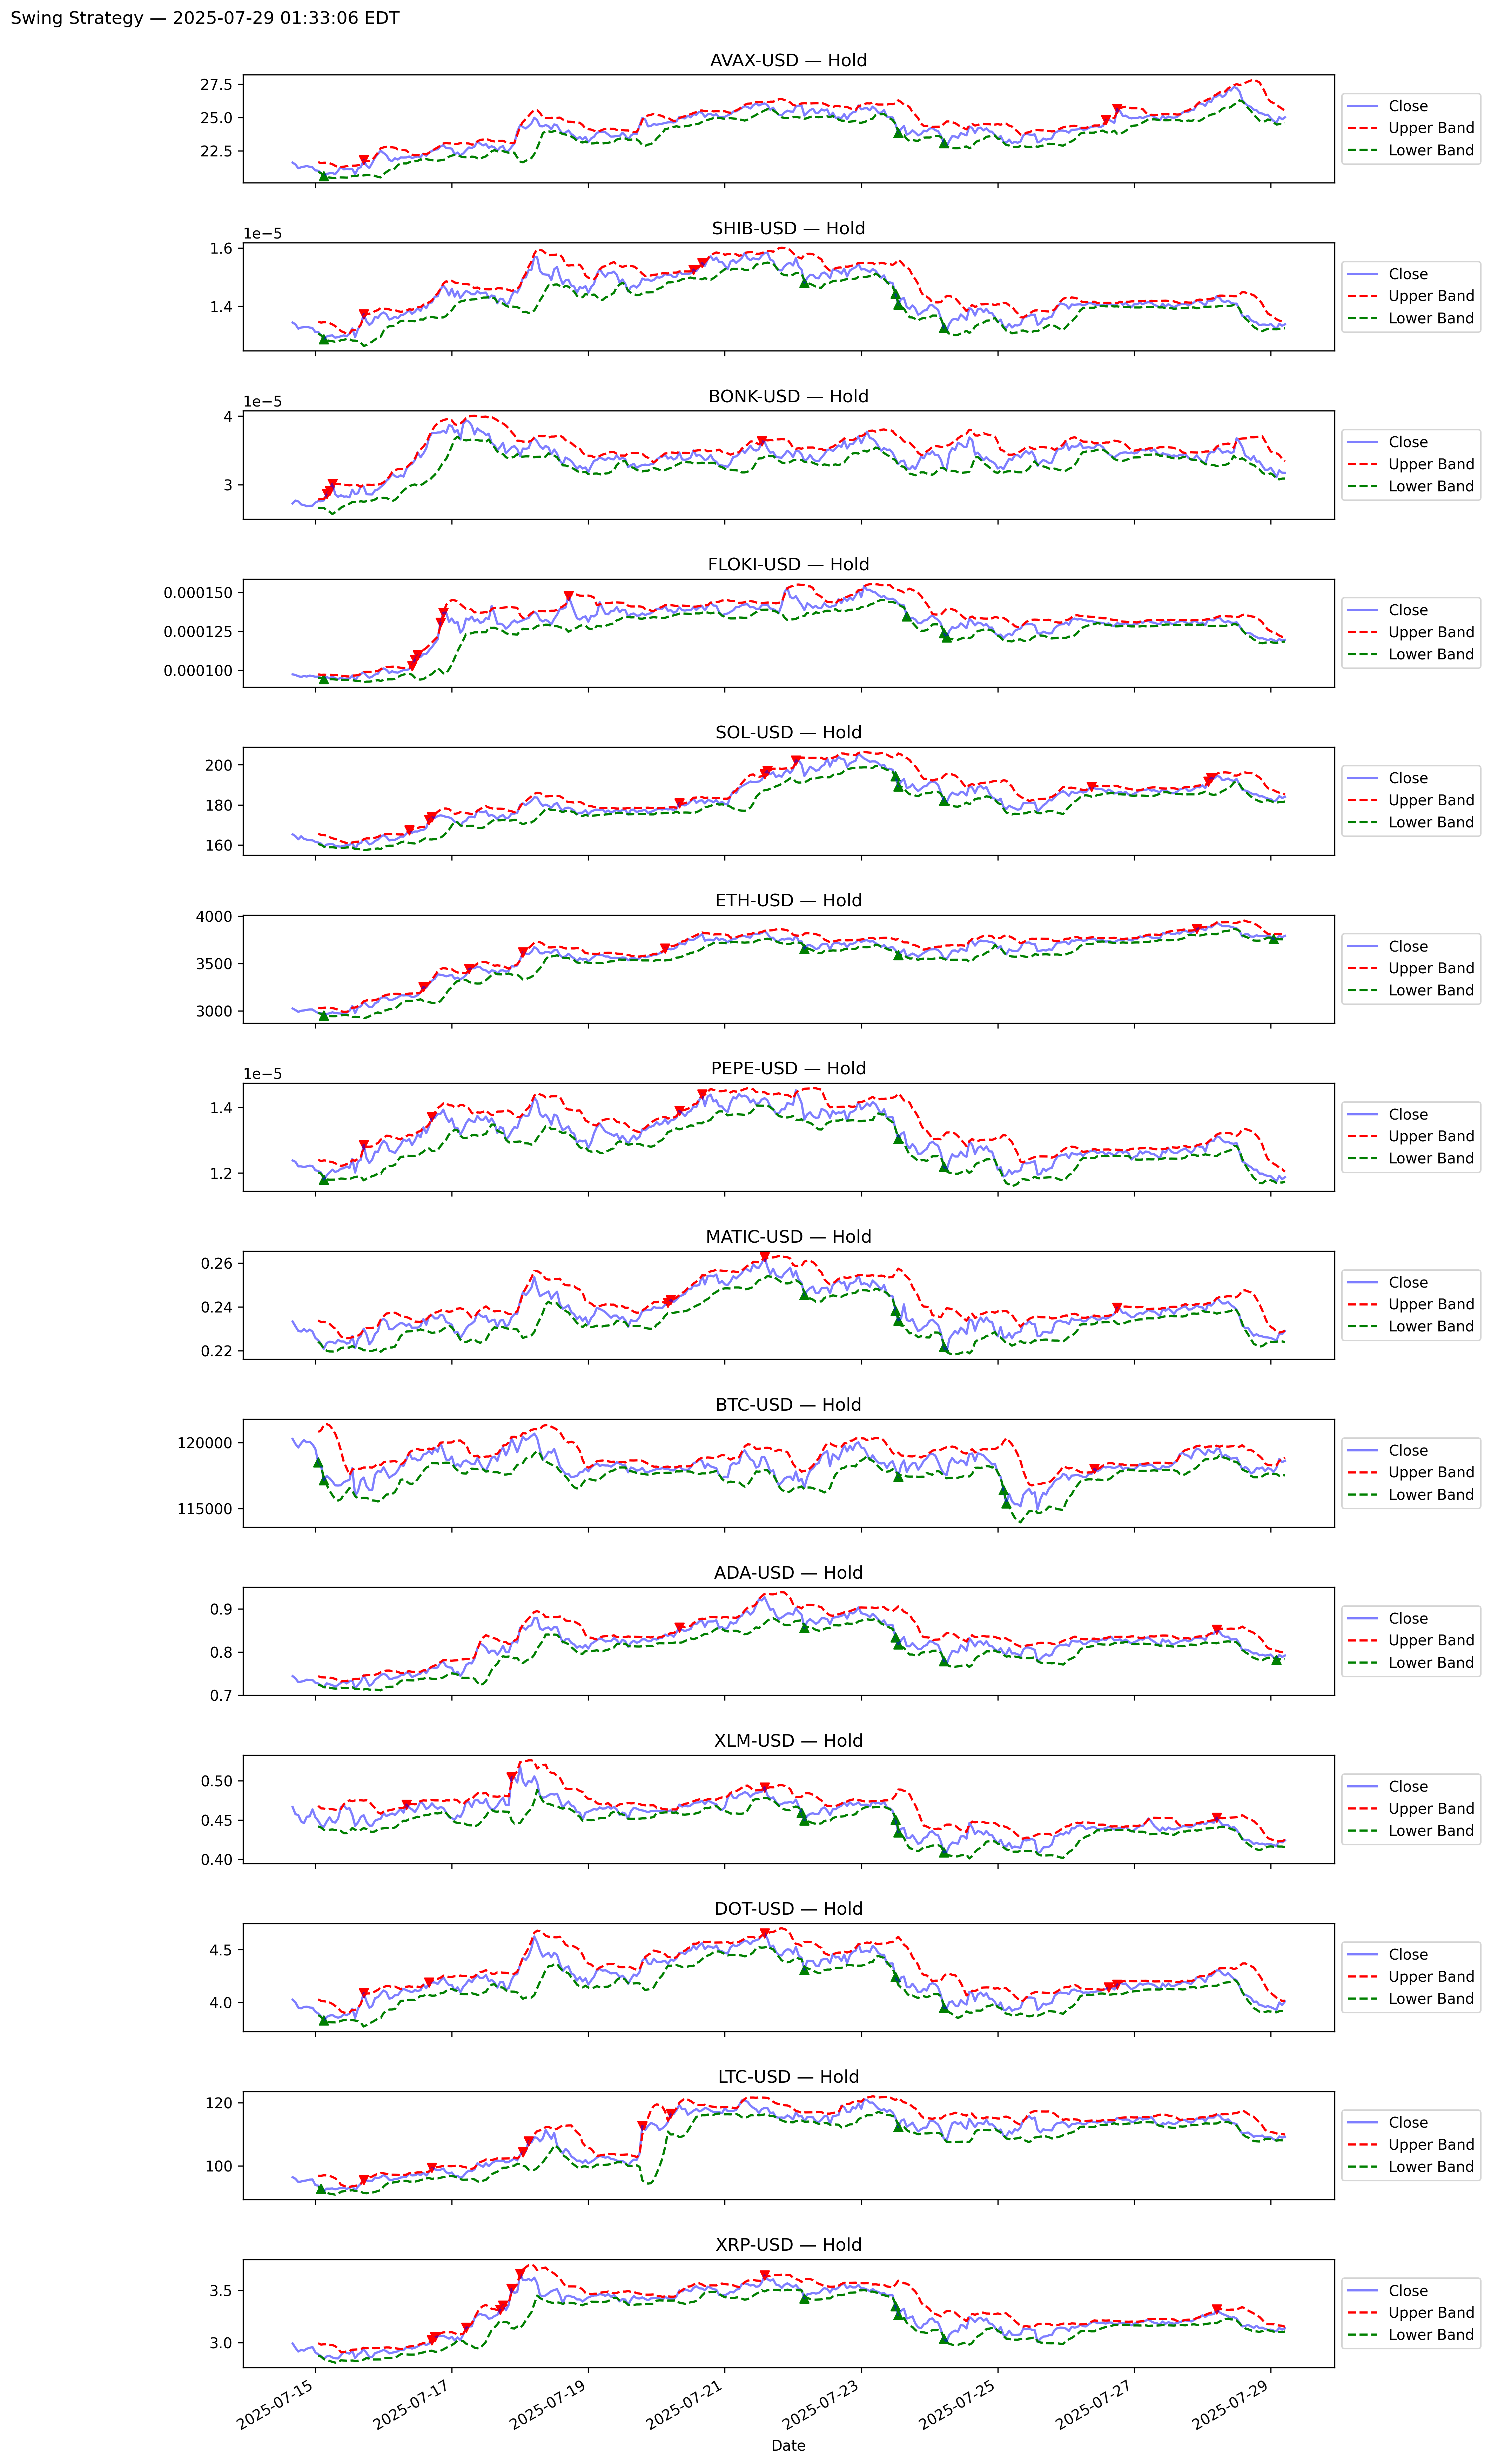 Swing Strategy — 2025-07-29 01:33:06 EDT
AVAX-USD — Hold
27.5
25.0
22.5
Close
Upper Band
Lower Band
SHIB-USD — Hold
1e−5
1.6
1.4
Close
Upper Band
Lower Band
BONK-USD — Hold
1e−5
4
3
Close
Upper Band
Lower Band
FLOKI-USD — Hold
0.000150
0.000125
0.000100
Close
Upper Band
Lower Band
SOL-USD — Hold
200
180
160
Close
Upper Band
Lower Band
ETH-USD — Hold
4000
3500
3000
Close
Upper Band
Lower Band
PEPE-USD — Hold
1e−5
1.4
1.2
Close
Upper Band
Lower Band
MATIC-USD — Hold
0.26
0.24
0.22
Close
Upper Band
Lower Band
BTC-USD — Hold
120000
115000
Close
Upper Band
Lower Band
ADA-USD — Hold
0.9
0.8
0.7
Close
Upper Band
Lower Band
XLM-USD — Hold
0.50
0.45
0.40
Close
Upper Band
Lower Band
DOT-USD — Hold
4.5
4.0
Close
Upper Band
Lower Band
LTC-USD — Hold
120
100
Close
Upper Band
Lower Band
XRP-USD — Hold
3.5
3.0
Close
Upper Band
Lower Band
2025-07-15
2025-07-17
2025-07-19
2025-07-21
2025-07-23
2025-07-25
2025-07-27
2025-07-29
Date